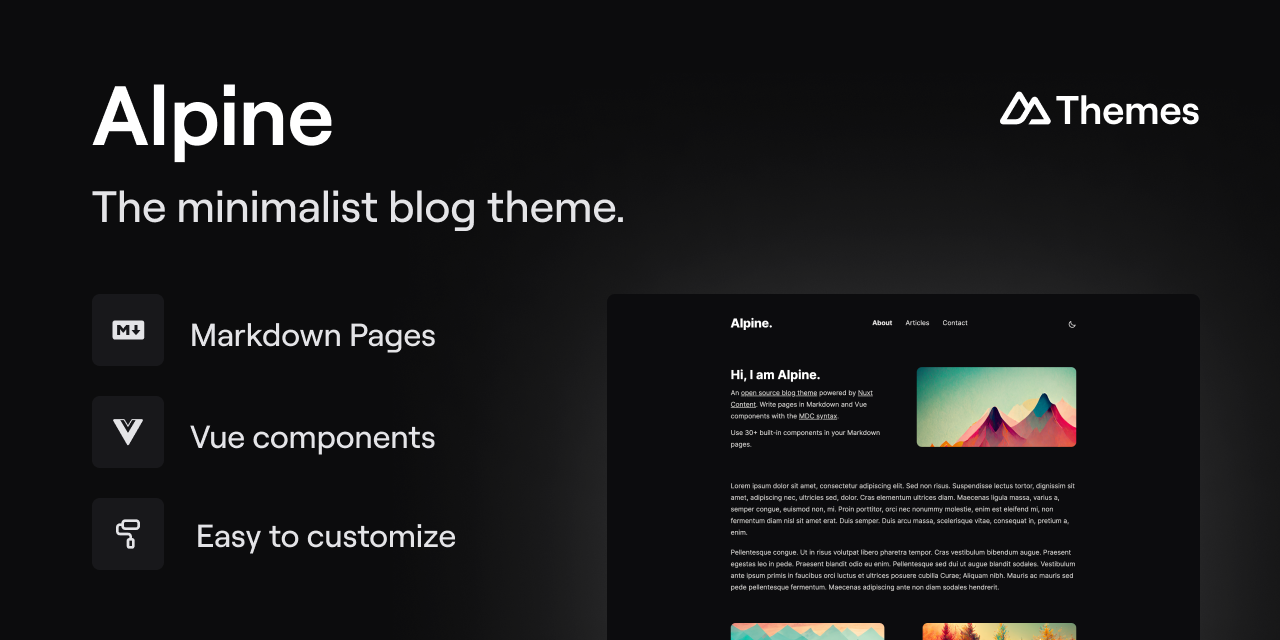 Alpine
Themes
The minimalist blog theme.
M
Markdown Pages
Vue components
Easy to customize
Alpine.
About Articles Contact
Hi, I am Alpine.
An open source blog theme powered by Nuxt
Content. Write pages in Markdown and Vue
components with the MDC syntax.
Use 30+ built-in components in your Markdown
pages.
Lorem ipsum dolor sit amet, consectetur adipiscing elit. Sed non risus. Suspendisse lectus tortor, dignissim sit
amet, adipiscing nec, ultricies sed, dolor. Cras elementum ultrices diam. Maecenas ligula massa, varius a,
semper congue, euismod non, mi. Proin porttitor, orci nec nonummy molestie, enim est eleifend mi, non
fermentum diam nisl sit amet erat. Duis semper. Duis arcu massa, scelerisque vitae, consequat in, pretium a,
enim.
Pellentesque congue. Ut in risus volutpat libero pharetra tempor. Cras vestibulum bibendum augue. Praesent
egestas leo in pede. Praesent blandit odio eu enim. Pellentesque sed dui ut augue blandit sodales. Vestibulum
ante ipsum primis in faucibus orci luctus et ultrices posuere cubilia Curae; Aliquam nibh. Mauris ac mauris sed
pede pellentesque fermentum. Maecenas adipiscing ante non diam sodales hendrerit.